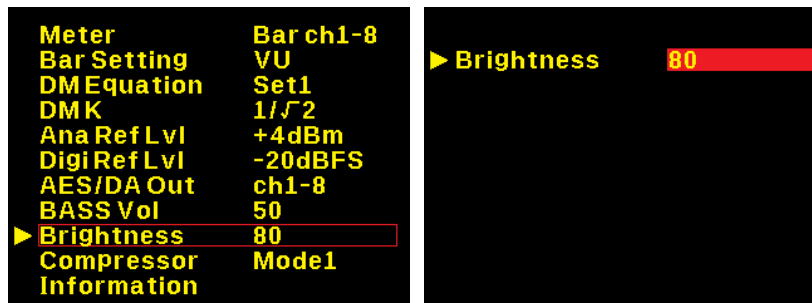 Meter Bar ch1-8
Bar Setting VU
DM Equation Set1
DM K 1/√2
Ana Ref Lvl +4dBm
Digi Ref Lvl -20dBFS
AES/DA Out ch1-8
BASS Vol 50
▶ Brightness 80
Compressor Mode1
Information
▶ Brightness 80